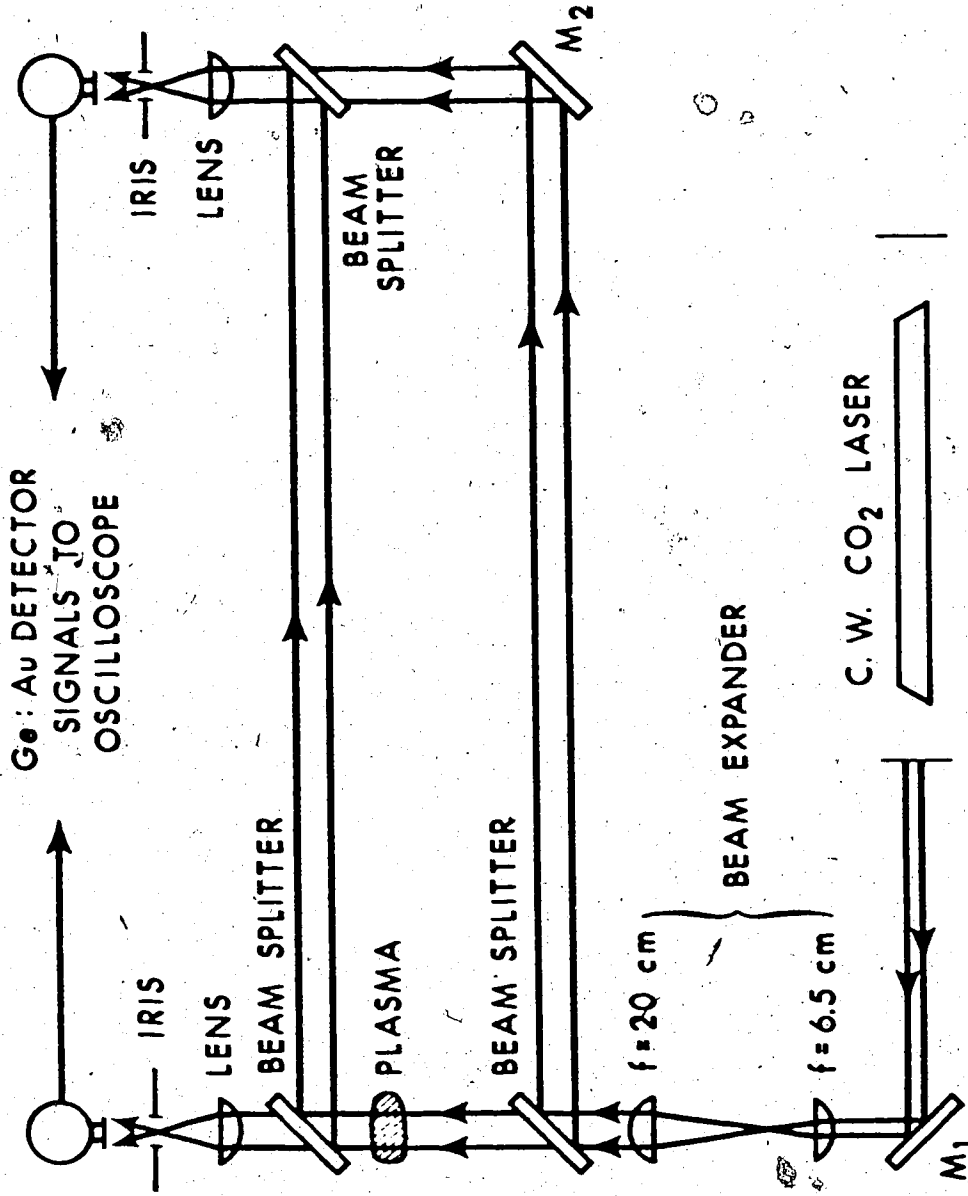 Ge: Au DETECTOR
SIGNALS TO
OSCILLOSCOPE
IRIS
LENS
BEAM SPLITTER
PLASMA
BEAM SPLITTER
f = 20 cm
BEAM EXPANDER
f = 6.5 cm
M1
C. W. CO2 LASER
IRIS
LENS
BEAM
SPLITTER
M2